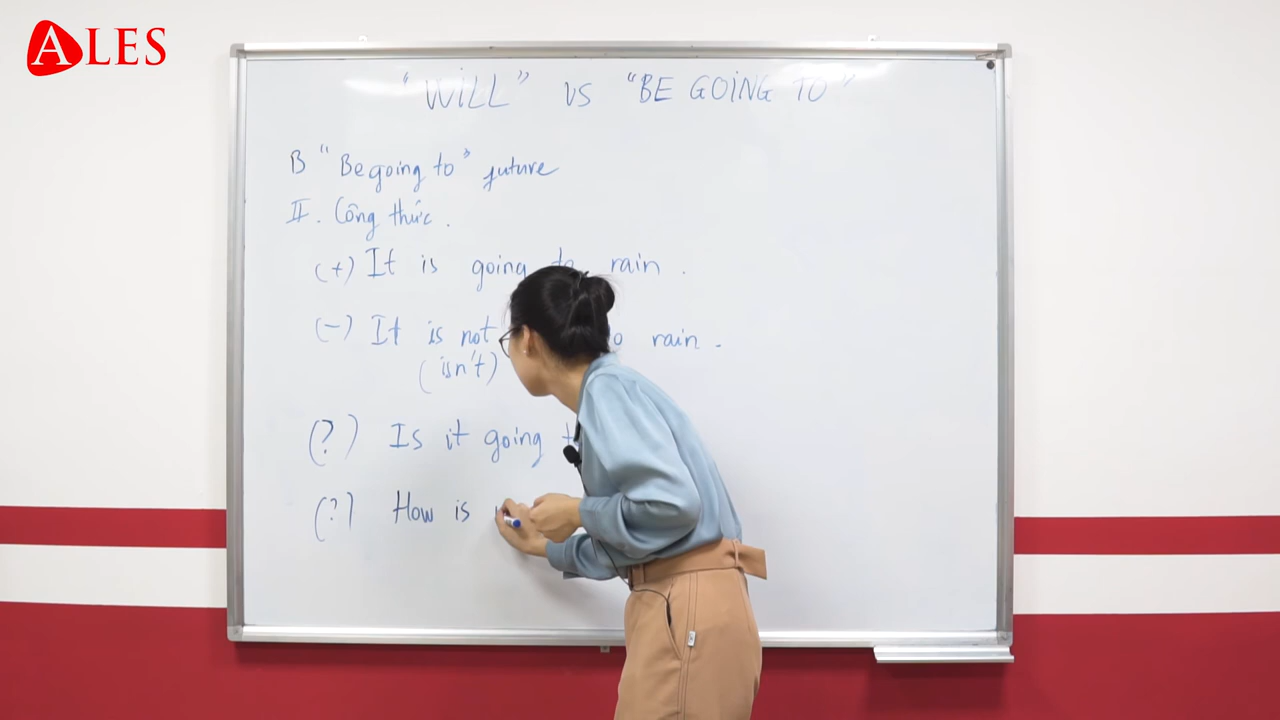 ALES
"WiLL" vs "BE GOiNG TO"
B "Be going to" future
II. Công thức.
(+) It is going to rain.
(-) It is not rain.
(isn't)
(?) Is it going
(?) How is